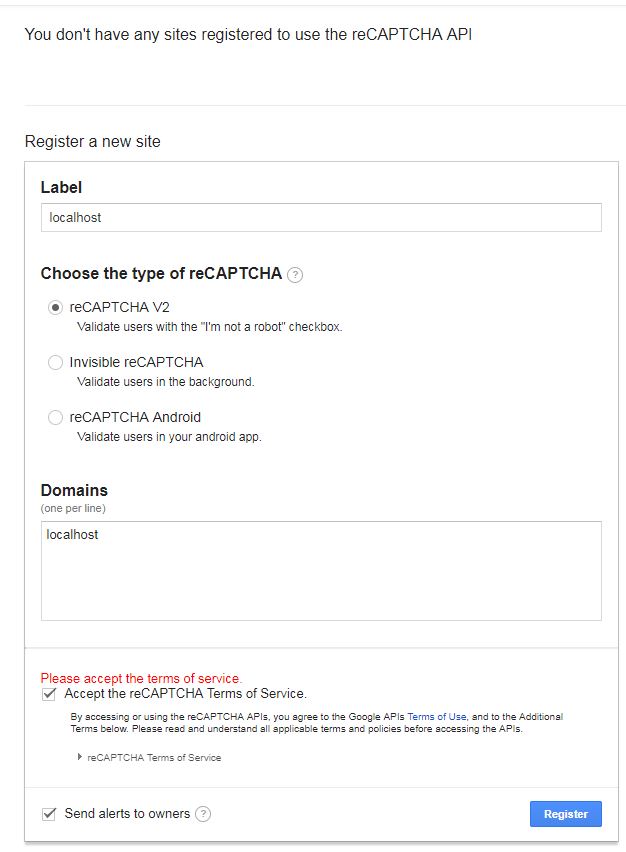 You don't have any sites registered to use the reCAPTCHA API
Register a new site
Label
localhost
Choose the type of reCAPTCHA ?
reCAPTCHA V2
Validate users with the "I'm not a robot" checkbox.
Invisible reCAPTCHA
Validate users in the background.
reCAPTCHA Android
Validate users in your android app.
Domains
(one per line)
localhost
Please accept the terms of service.
Accept the reCAPTCHA Terms of Service.
By accessing or using the reCAPTCHA APIs, you agree to the Google APIs Terms of Use, and to the Additional
Terms below. Please read and understand all applicable terms and policies before accessing the APIs.
reCAPTCHA Terms of Service
Send alerts to owners ?
Register